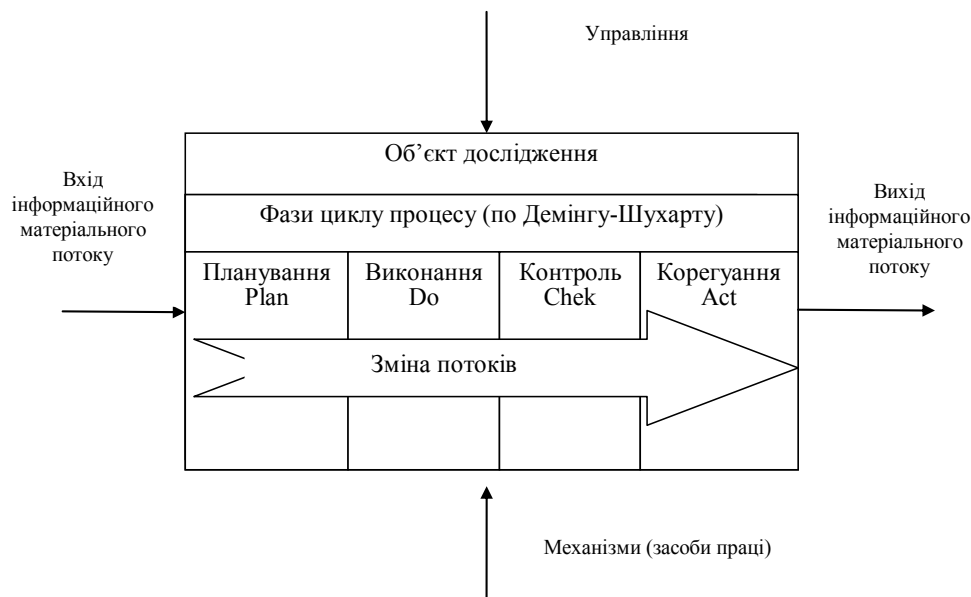 Управління
Об’єкт дослідження
Вхід
інформаційного
матеріального
потоку
Фази циклу процесу (по Демінгу-Шухарту)
Вихід
інформаційного
матеріального
потоку
Планування
Plan
Виконання
Do
Контроль
Chek
Корегуання
Act
Зміна потоків
Механізми (засоби праці)